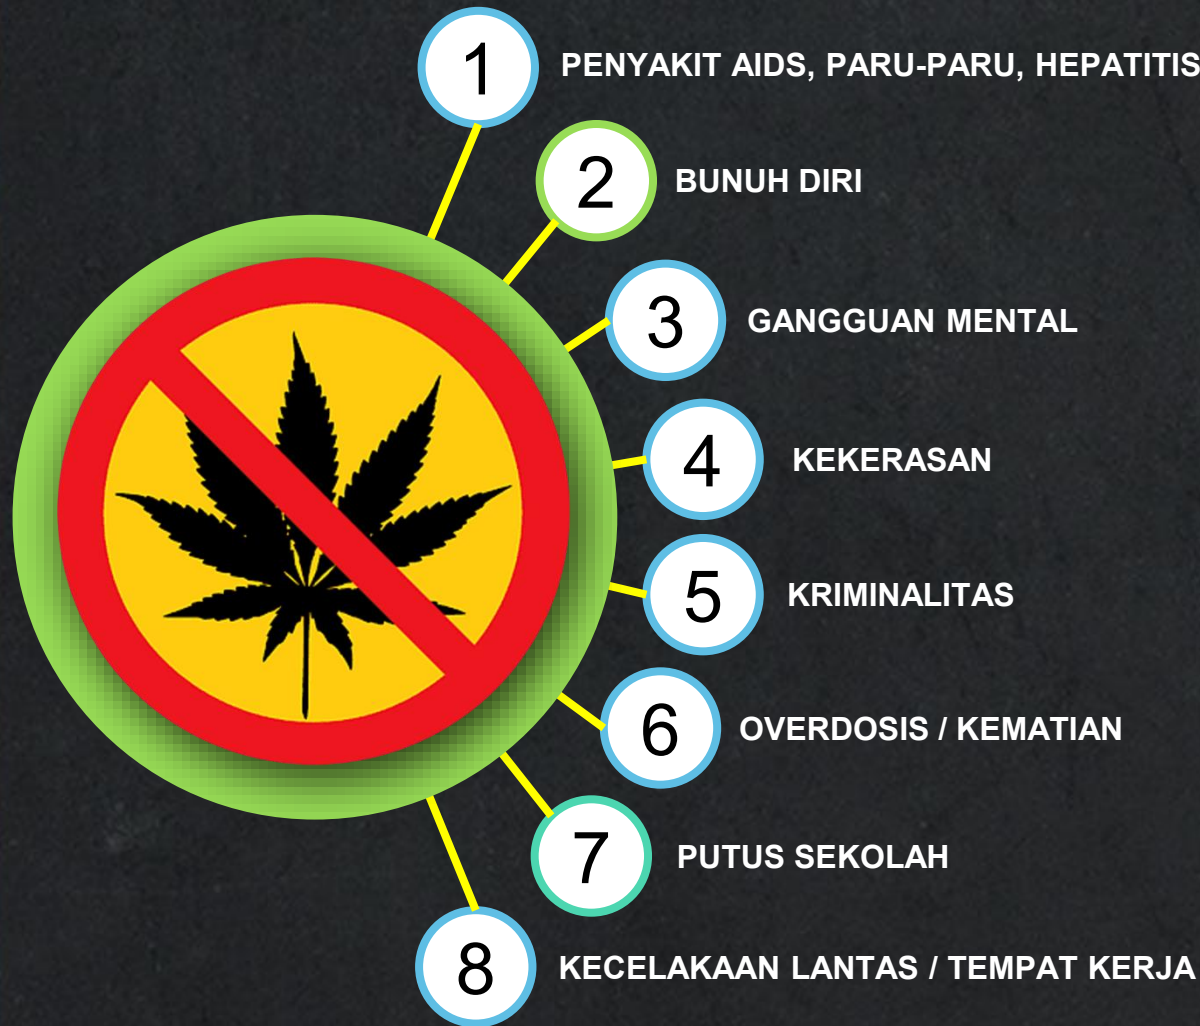 1 PENYAKIT AIDS, PARU-PARU, HEPATITIS
2 BUNUH DIRI
3 GANGGUAN MENTAL
4 KEKERASAN
5 KRIMINALITAS
6 OVERDOSIS / KEMATIAN
7 PUTUS SEKOLAH
8 KECELAKAAN LANTAS / TEMPAT KERJA